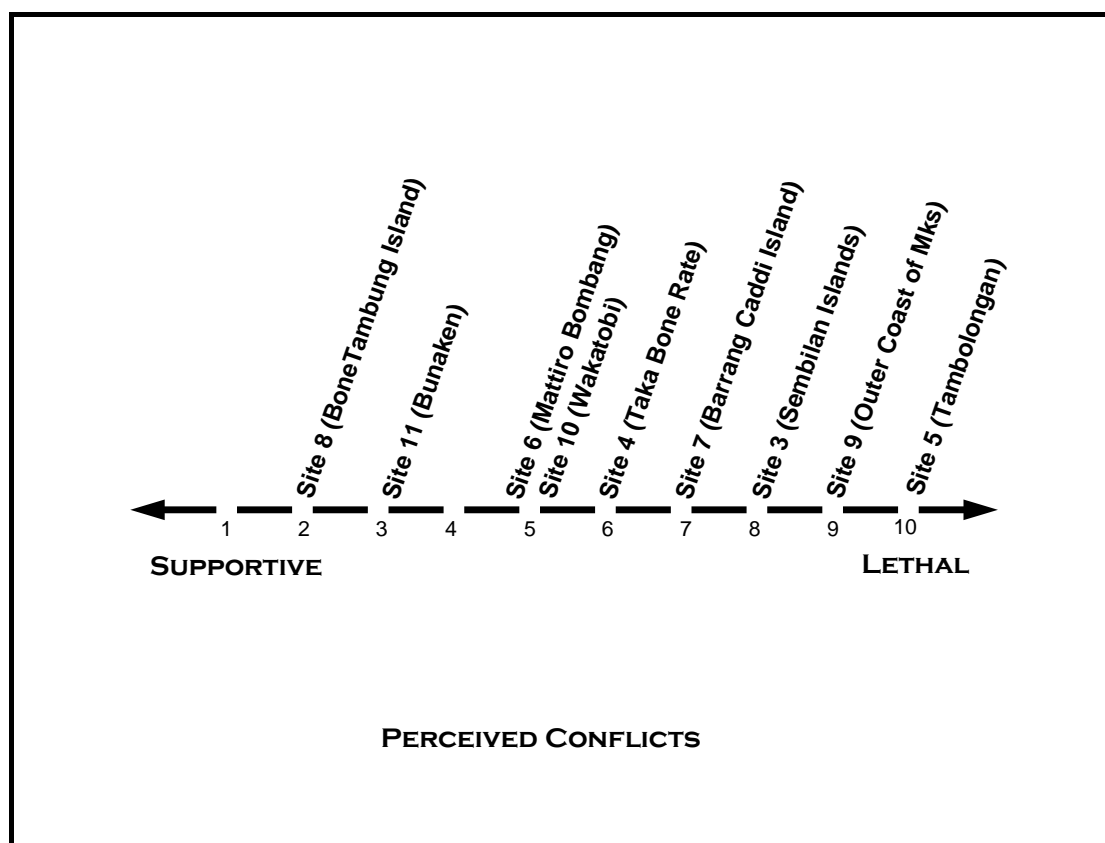 Site 8 (BoneTambung Island)
Site 11 (Bunaken)
Site 6 (Mattiro Bombang)
Site 10 (Wakatobi)
Site 4 (Taka Bone Rate)
Site 7 (Barrang Caddi Island)
Site 3 (Sembilan Islands)
Site 9 (Outer Coast of Mks)
Site 5 (Tambolongan)
1 2 3 4 5 6 7 8 9 10
SUPPORTIVE LETHAL
PERCEIVED CONFLICTS